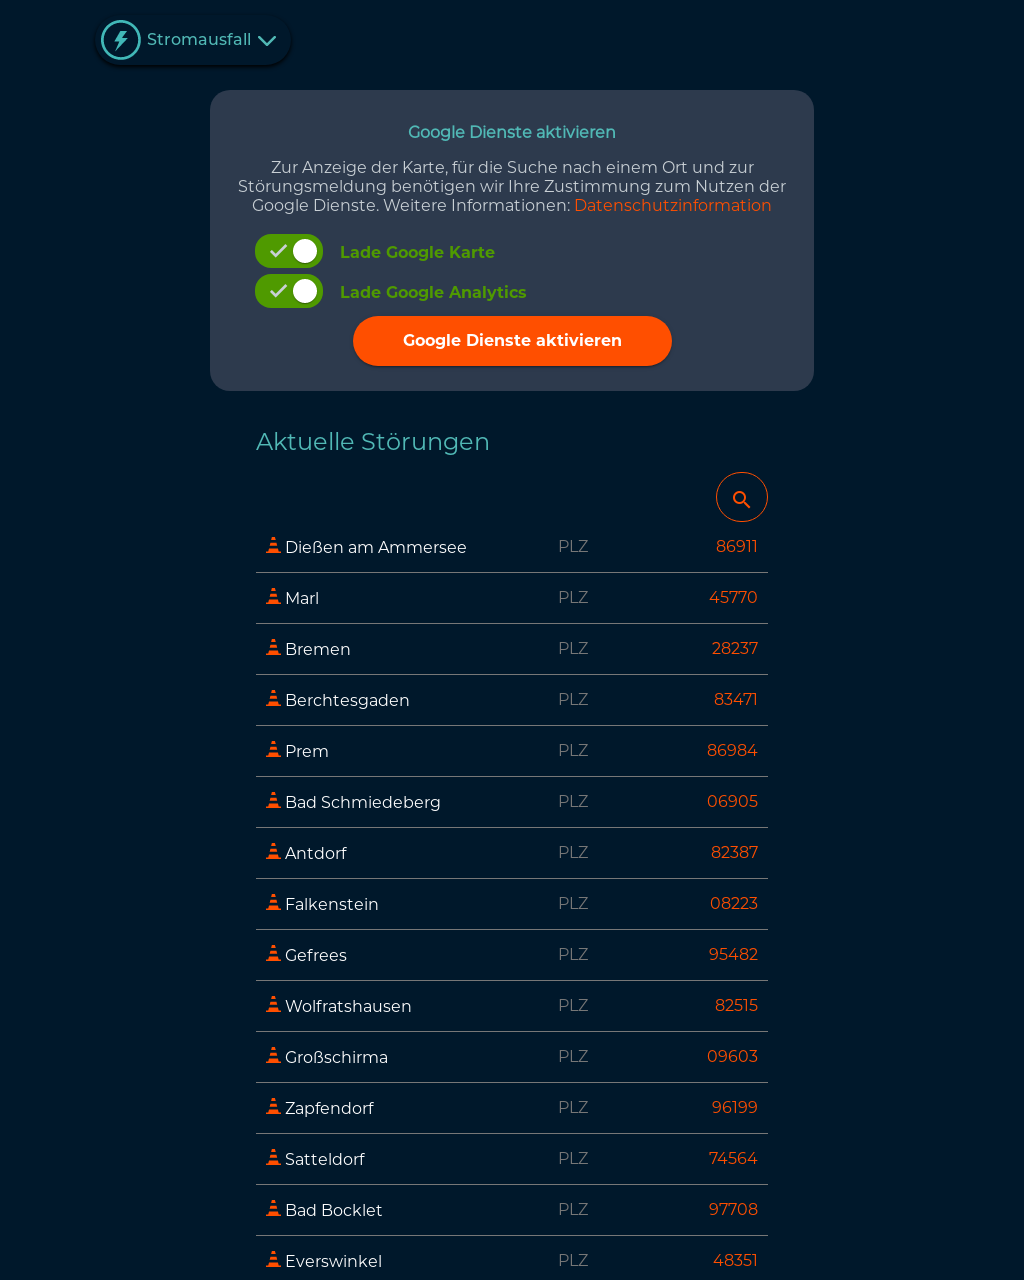 Stromausfall
Google Dienste aktivieren
Zur Anzeige der Karte, für die Suche nach einem Ort und zur
Störungsmeldung benötigen wir Ihre Zustimmung zum Nutzen der
Google Dienste. Weitere Informationen: Datenschutzinformation
Lade Google Karte
Lade Google Analytics
Google Dienste aktivieren
Aktuelle Störungen
Dießen am Ammersee PLZ 86911
Marl PLZ 45770
Bremen PLZ 28237
Berchtesgaden PLZ 83471
Prem PLZ 86984
Bad Schmiedeberg PLZ 06905
Antdorf PLZ 82387
Falkenstein PLZ 08223
Gefrees PLZ 95482
Wolfratshausen PLZ 82515
Großschirma PLZ 09603
Zapfendorf PLZ 96199
Satteldorf PLZ 74564
Bad Bocklet PLZ 97708
Everswinkel PLZ 48351